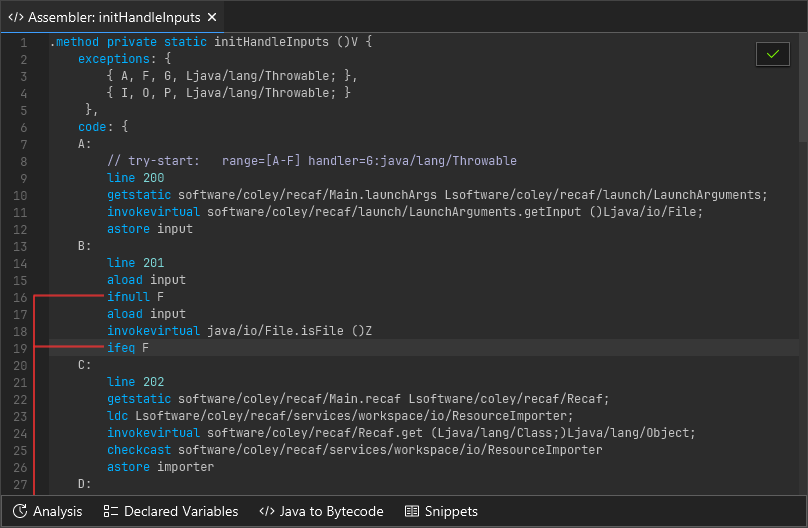 </> Assembler: initHandleInputs ✕
1 .method private static initHandleInputs ()V {
2     exceptions: {
3         { A, F, G, Ljava/lang/Throwable; },
4         { I, O, P, Ljava/lang/Throwable; }
5      },
6     code: {
7     A:
8         // try-start:   range=[A-F] handler=G:java/lang/Throwable
9         line 200
10         getstatic software/coley/recaf/Main.launchArgs Lsoftware/coley/recaf/launch/LaunchArguments;
11         invokevirtual software/coley/recaf/launch/LaunchArguments.getInput ()Ljava/io/File;
12         astore input
13     B:
14         line 201
15         aload input
16         ifnull F
17         aload input
18         invokevirtual java/io/File.isFile ()Z
19         ifeq F
20     C:
21         line 202
22         getstatic software/coley/recaf/Main.recaf Lsoftware/coley/recaf/Recaf;
23         ldc Lsoftware/coley/recaf/services/workspace/io/ResourceImporter;
24         invokevirtual software/coley/recaf/Recaf.get (Ljava/lang/Class;)Ljava/lang/Object;
25         checkcast software/coley/recaf/services/workspace/io/ResourceImporter
26         astore importer
27     D:
Analysis Declared Variables </> Java to Bytecode Snippets